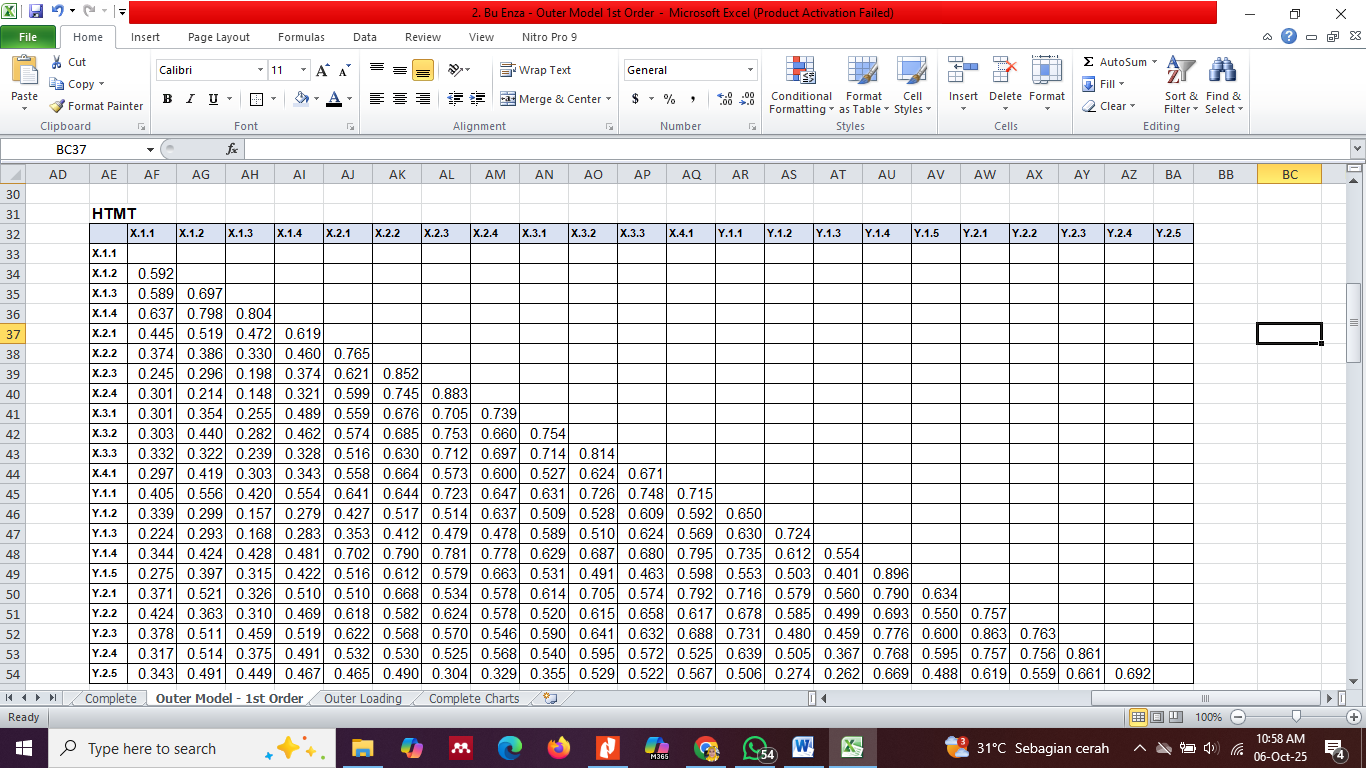 2. Bu Enza - Outer Model 1st Order - Microsoft Excel (Product Activation Failed)
File Home Insert Page Layout Formulas Data Review View Nitro Pro 9
Paste Cut Copy Format Painter Clipboard
Calibri 11 B I U Font
Wrap Text Merge & Center Alignment
General $ % , Number
Conditional Formatting Format as Table Cell Styles Styles
Insert Delete Format Cells
AutoSum Fill Clear Sort & Filter Find & Select Editing
BC37 fx
AD AE AF AG AH AI AJ AK AL AM AN AO AP AQ AR AS AT AU AV AW AX AY AZ BA BB BC
30
31 HTMT
32 X.1.1 X.1.2 X.1.3 X.1.4 X.2.1 X.2.2 X.2.3 X.2.4 X.3.1 X.3.2 X.3.3 X.4.1 Y.1.1 Y.1.2 Y.1.3 Y.1.4 Y.1.5 Y.2.1 Y.2.2 Y.2.3 Y.2.4 Y.2.5
33 X.1.1
34 X.1.2 0.592
35 X.1.3 0.589 0.697
36 X.1.4 0.637 0.798 0.804
37 X.2.1 0.445 0.519 0.472 0.619
38 X.2.2 0.374 0.386 0.330 0.460 0.765
39 X.2.3 0.245 0.296 0.198 0.374 0.621 0.852
40 X.2.4 0.301 0.214 0.148 0.321 0.599 0.745 0.883
41 X.3.1 0.301 0.354 0.255 0.489 0.559 0.676 0.705 0.739
42 X.3.2 0.303 0.440 0.282 0.462 0.574 0.685 0.753 0.660 0.754
43 X.3.3 0.332 0.322 0.239 0.328 0.516 0.630 0.712 0.697 0.714 0.814
44 X.4.1 0.297 0.419 0.303 0.343 0.558 0.664 0.573 0.600 0.527 0.624 0.671
45 Y.1.1 0.405 0.556 0.420 0.554 0.641 0.644 0.723 0.647 0.631 0.726 0.748 0.715
46 Y.1.2 0.339 0.299 0.157 0.279 0.427 0.517 0.514 0.637 0.509 0.528 0.609 0.592 0.650
47 Y.1.3 0.224 0.293 0.168 0.283 0.353 0.412 0.479 0.478 0.589 0.510 0.624 0.569 0.630 0.724
48 Y.1.4 0.344 0.424 0.428 0.481 0.702 0.790 0.781 0.778 0.629 0.687 0.680 0.795 0.735 0.612 0.554
49 Y.1.5 0.275 0.397 0.315 0.422 0.516 0.612 0.579 0.663 0.531 0.491 0.463 0.598 0.553 0.503 0.401 0.896
50 Y.2.1 0.371 0.521 0.326 0.510 0.510 0.668 0.534 0.578 0.614 0.705 0.574 0.792 0.716 0.579 0.560 0.790 0.634
51 Y.2.2 0.424 0.363 0.310 0.469 0.618 0.582 0.624 0.578 0.520 0.615 0.658 0.617 0.678 0.585 0.499 0.693 0.550 0.757
52 Y.2.3 0.378 0.511 0.459 0.519 0.622 0.568 0.570 0.546 0.590 0.641 0.632 0.688 0.731 0.480 0.459 0.776 0.600 0.863 0.763
53 Y.2.4 0.317 0.514 0.375 0.491 0.532 0.530 0.525 0.568 0.540 0.595 0.572 0.525 0.639 0.505 0.367 0.768 0.595 0.757 0.756 0.861
54 Y.2.5 0.343 0.491 0.449 0.467 0.465 0.490 0.304 0.329 0.355 0.529 0.522 0.567 0.506 0.274 0.262 0.669 0.488 0.619 0.559 0.661 0.692
Complete Outer Model - 1st Order Outer Loading Complete Charts
Ready 100%
Type here to search M365 54 3 31°C Sebagian cerah 10:58 AM
06-Oct-25 4